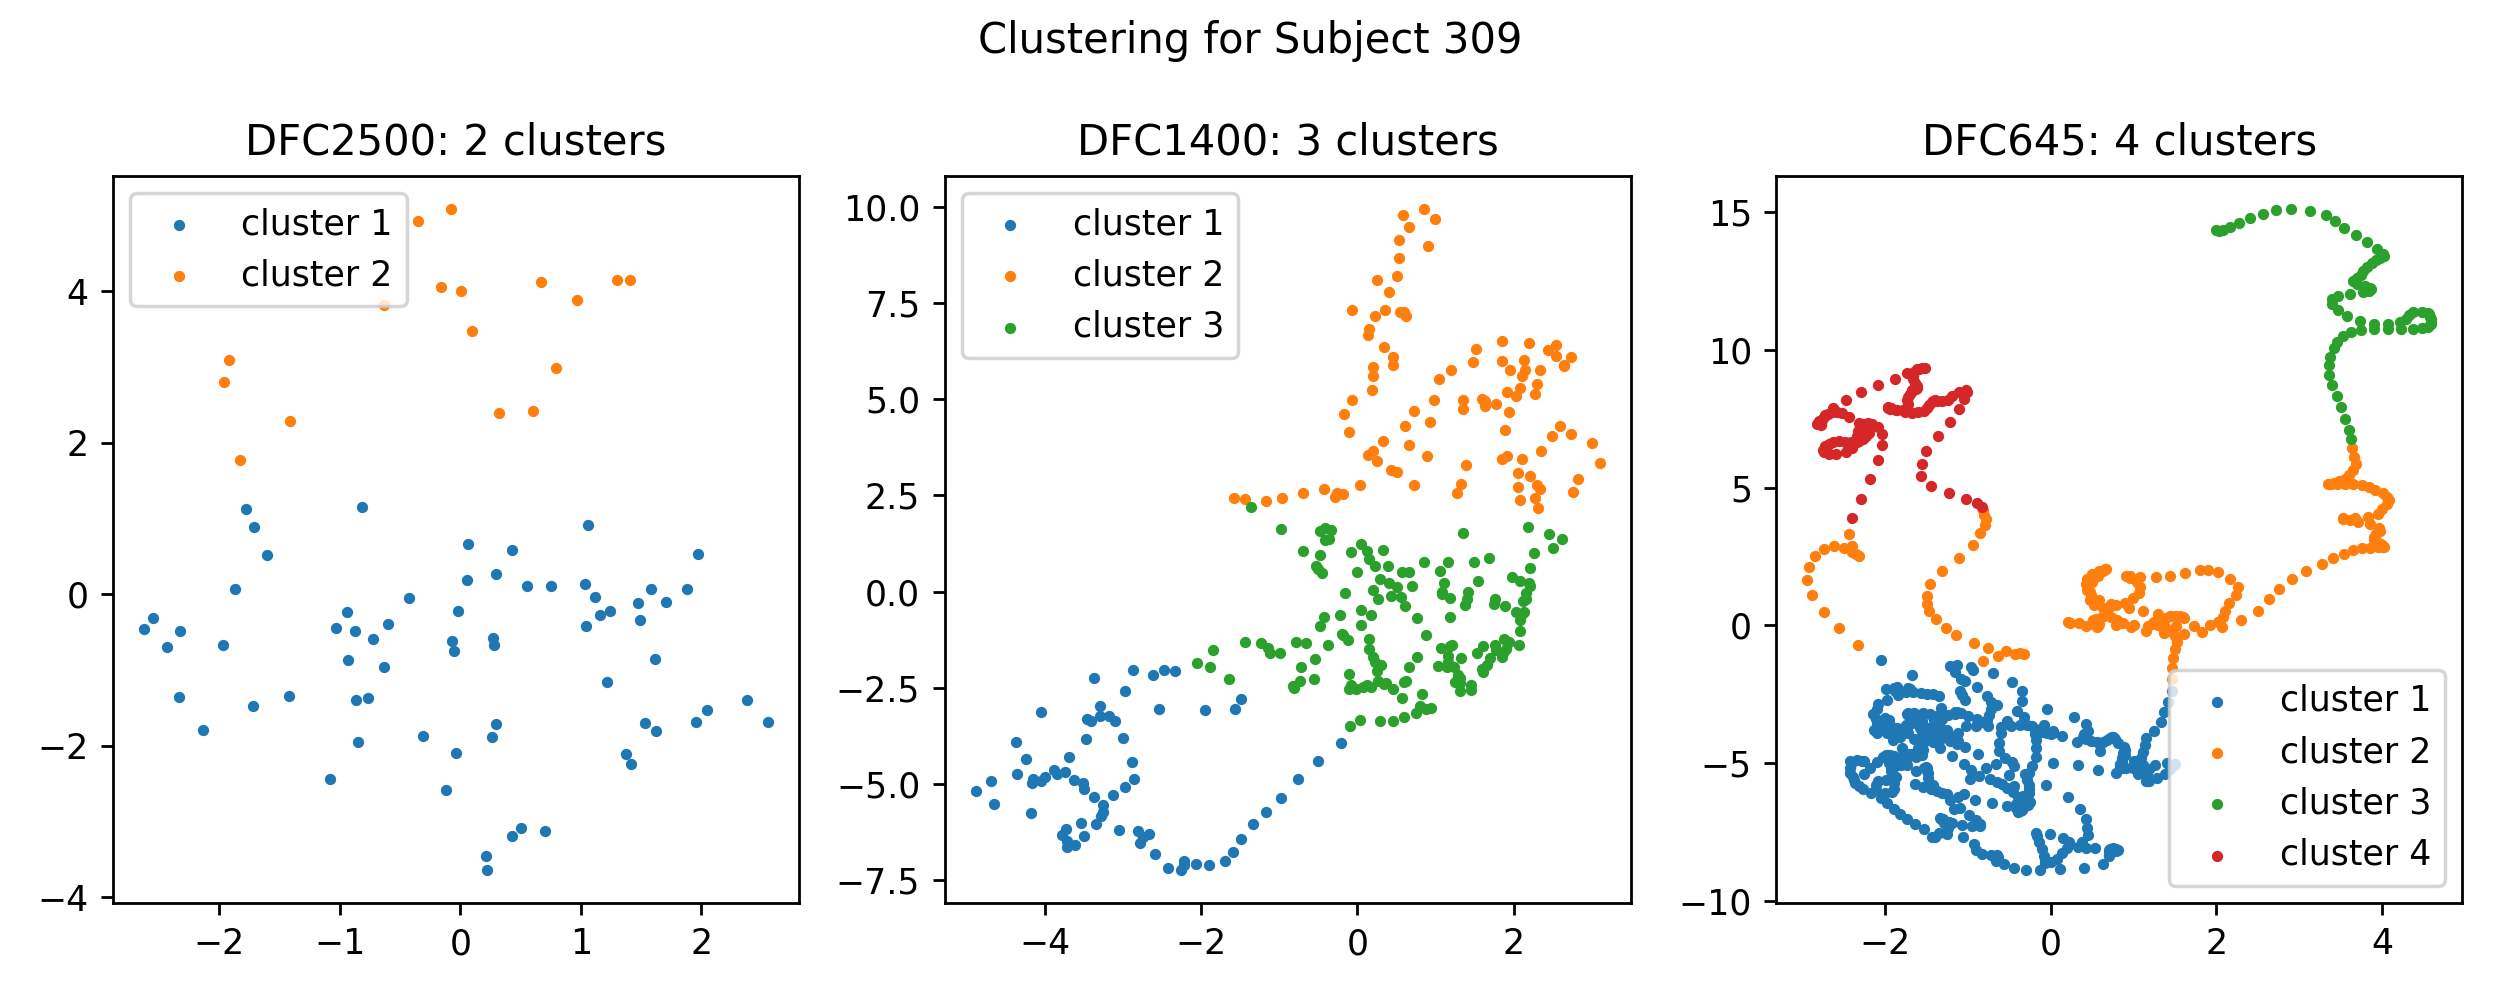 Clustering for Subject 309
DFC2500: 2 clusters
cluster 1
cluster 2
4
2
0
−2
−4
−2
−1
0
1
2
DFC1400: 3 clusters
cluster 1
cluster 2
cluster 3
10.0
7.5
5.0
2.5
0.0
−2.5
−5.0
−7.5
−4
−2
0
2
DFC645: 4 clusters
15
10
5
0
−5
−10
cluster 1
cluster 2
cluster 3
cluster 4
−2
0
2
4